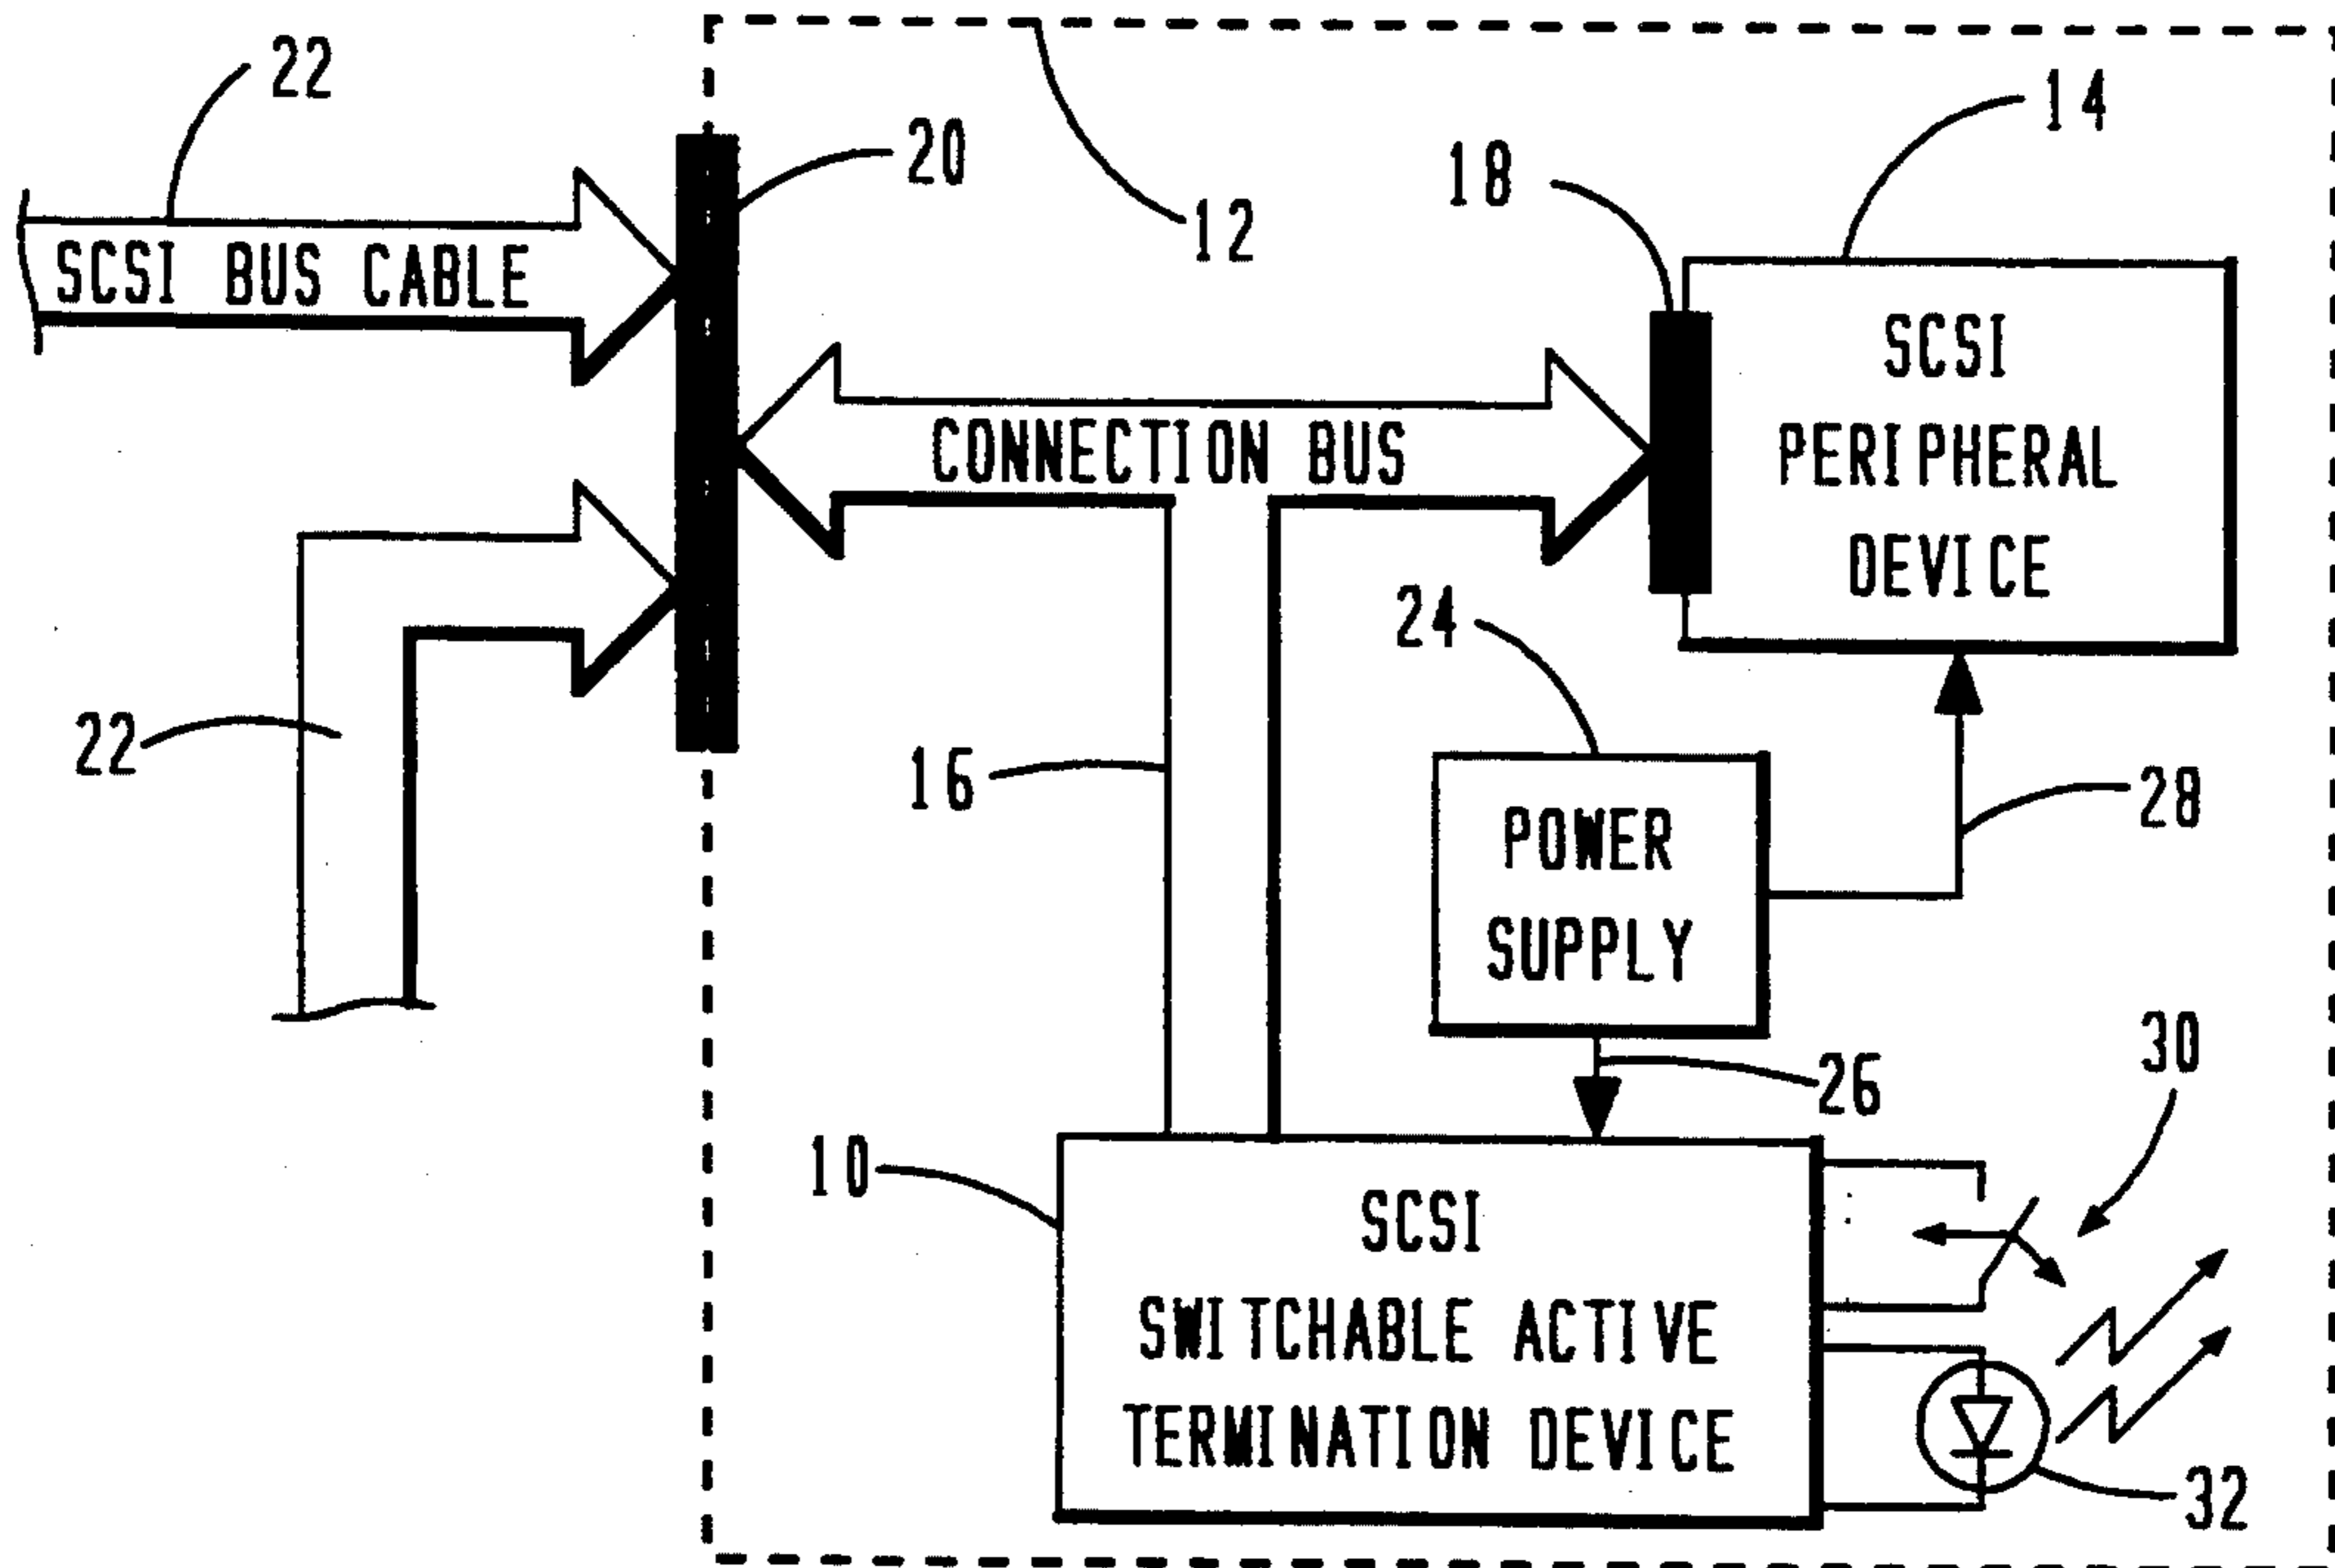 22
20
12
18
14
SCSI BUS CABLE
SCSI
PERIPHERAL
DEVICE
CONNECTION BUS
22
16
24
POWER
SUPPLY
28
26
30
10
SCSI
SWITCHABLE ACTIVE
TERMINATION DEVICE
32